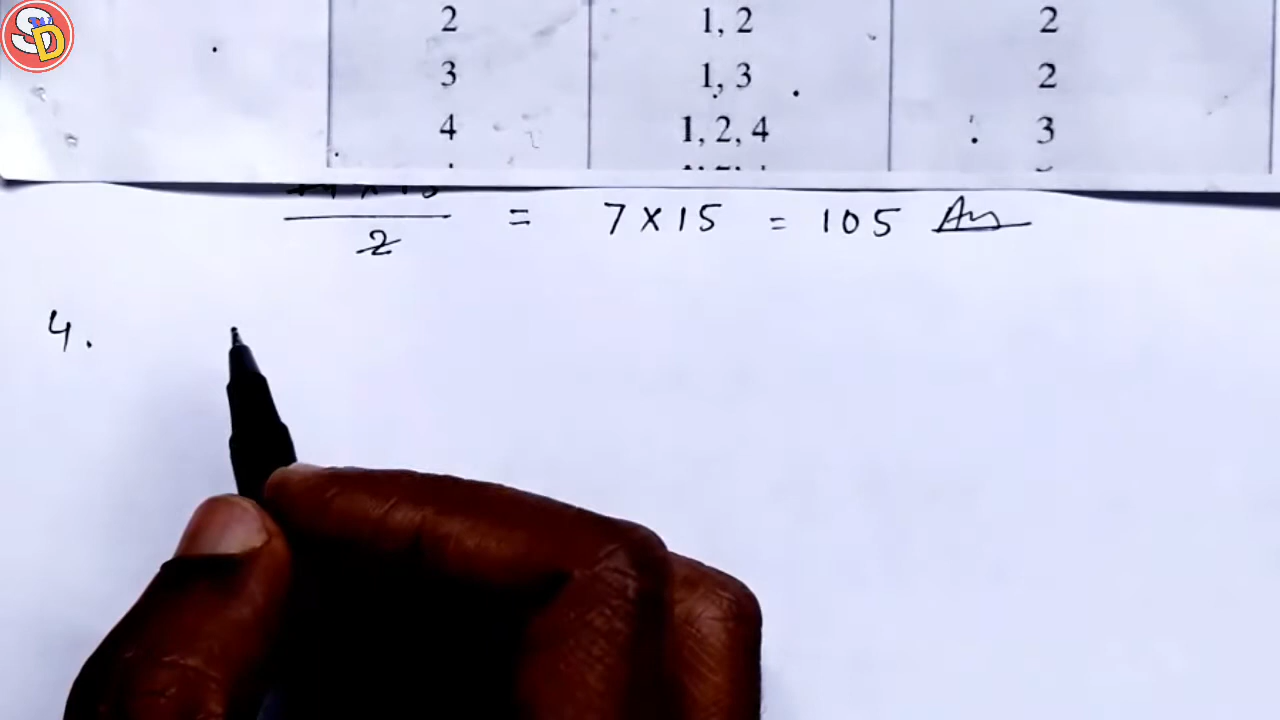 SD
2 1, 2 2
3 1, 3 2
4 1, 2, 4 3
2 = 7 × 15 = 105 Ans
4.